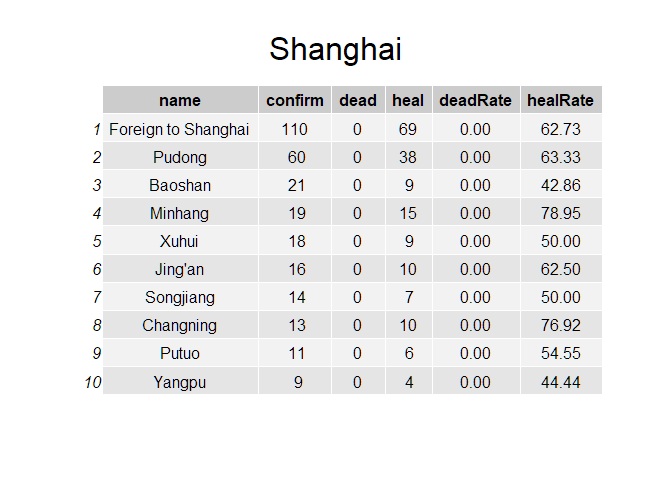 Shanghai
name confirm dead heal deadRate healRate
1 Foreign to Shanghai 110 0 69 0.00 62.73
2 Pudong 60 0 38 0.00 63.33
3 Baoshan 21 0 9 0.00 42.86
4 Minhang 19 0 15 0.00 78.95
5 Xuhui 18 0 9 0.00 50.00
6 Jing'an 16 0 10 0.00 62.50
7 Songjiang 14 0 7 0.00 50.00
8 Changning 13 0 10 0.00 76.92
9 Putuo 11 0 6 0.00 54.55
10 Yangpu 9 0 4 0.00 44.44